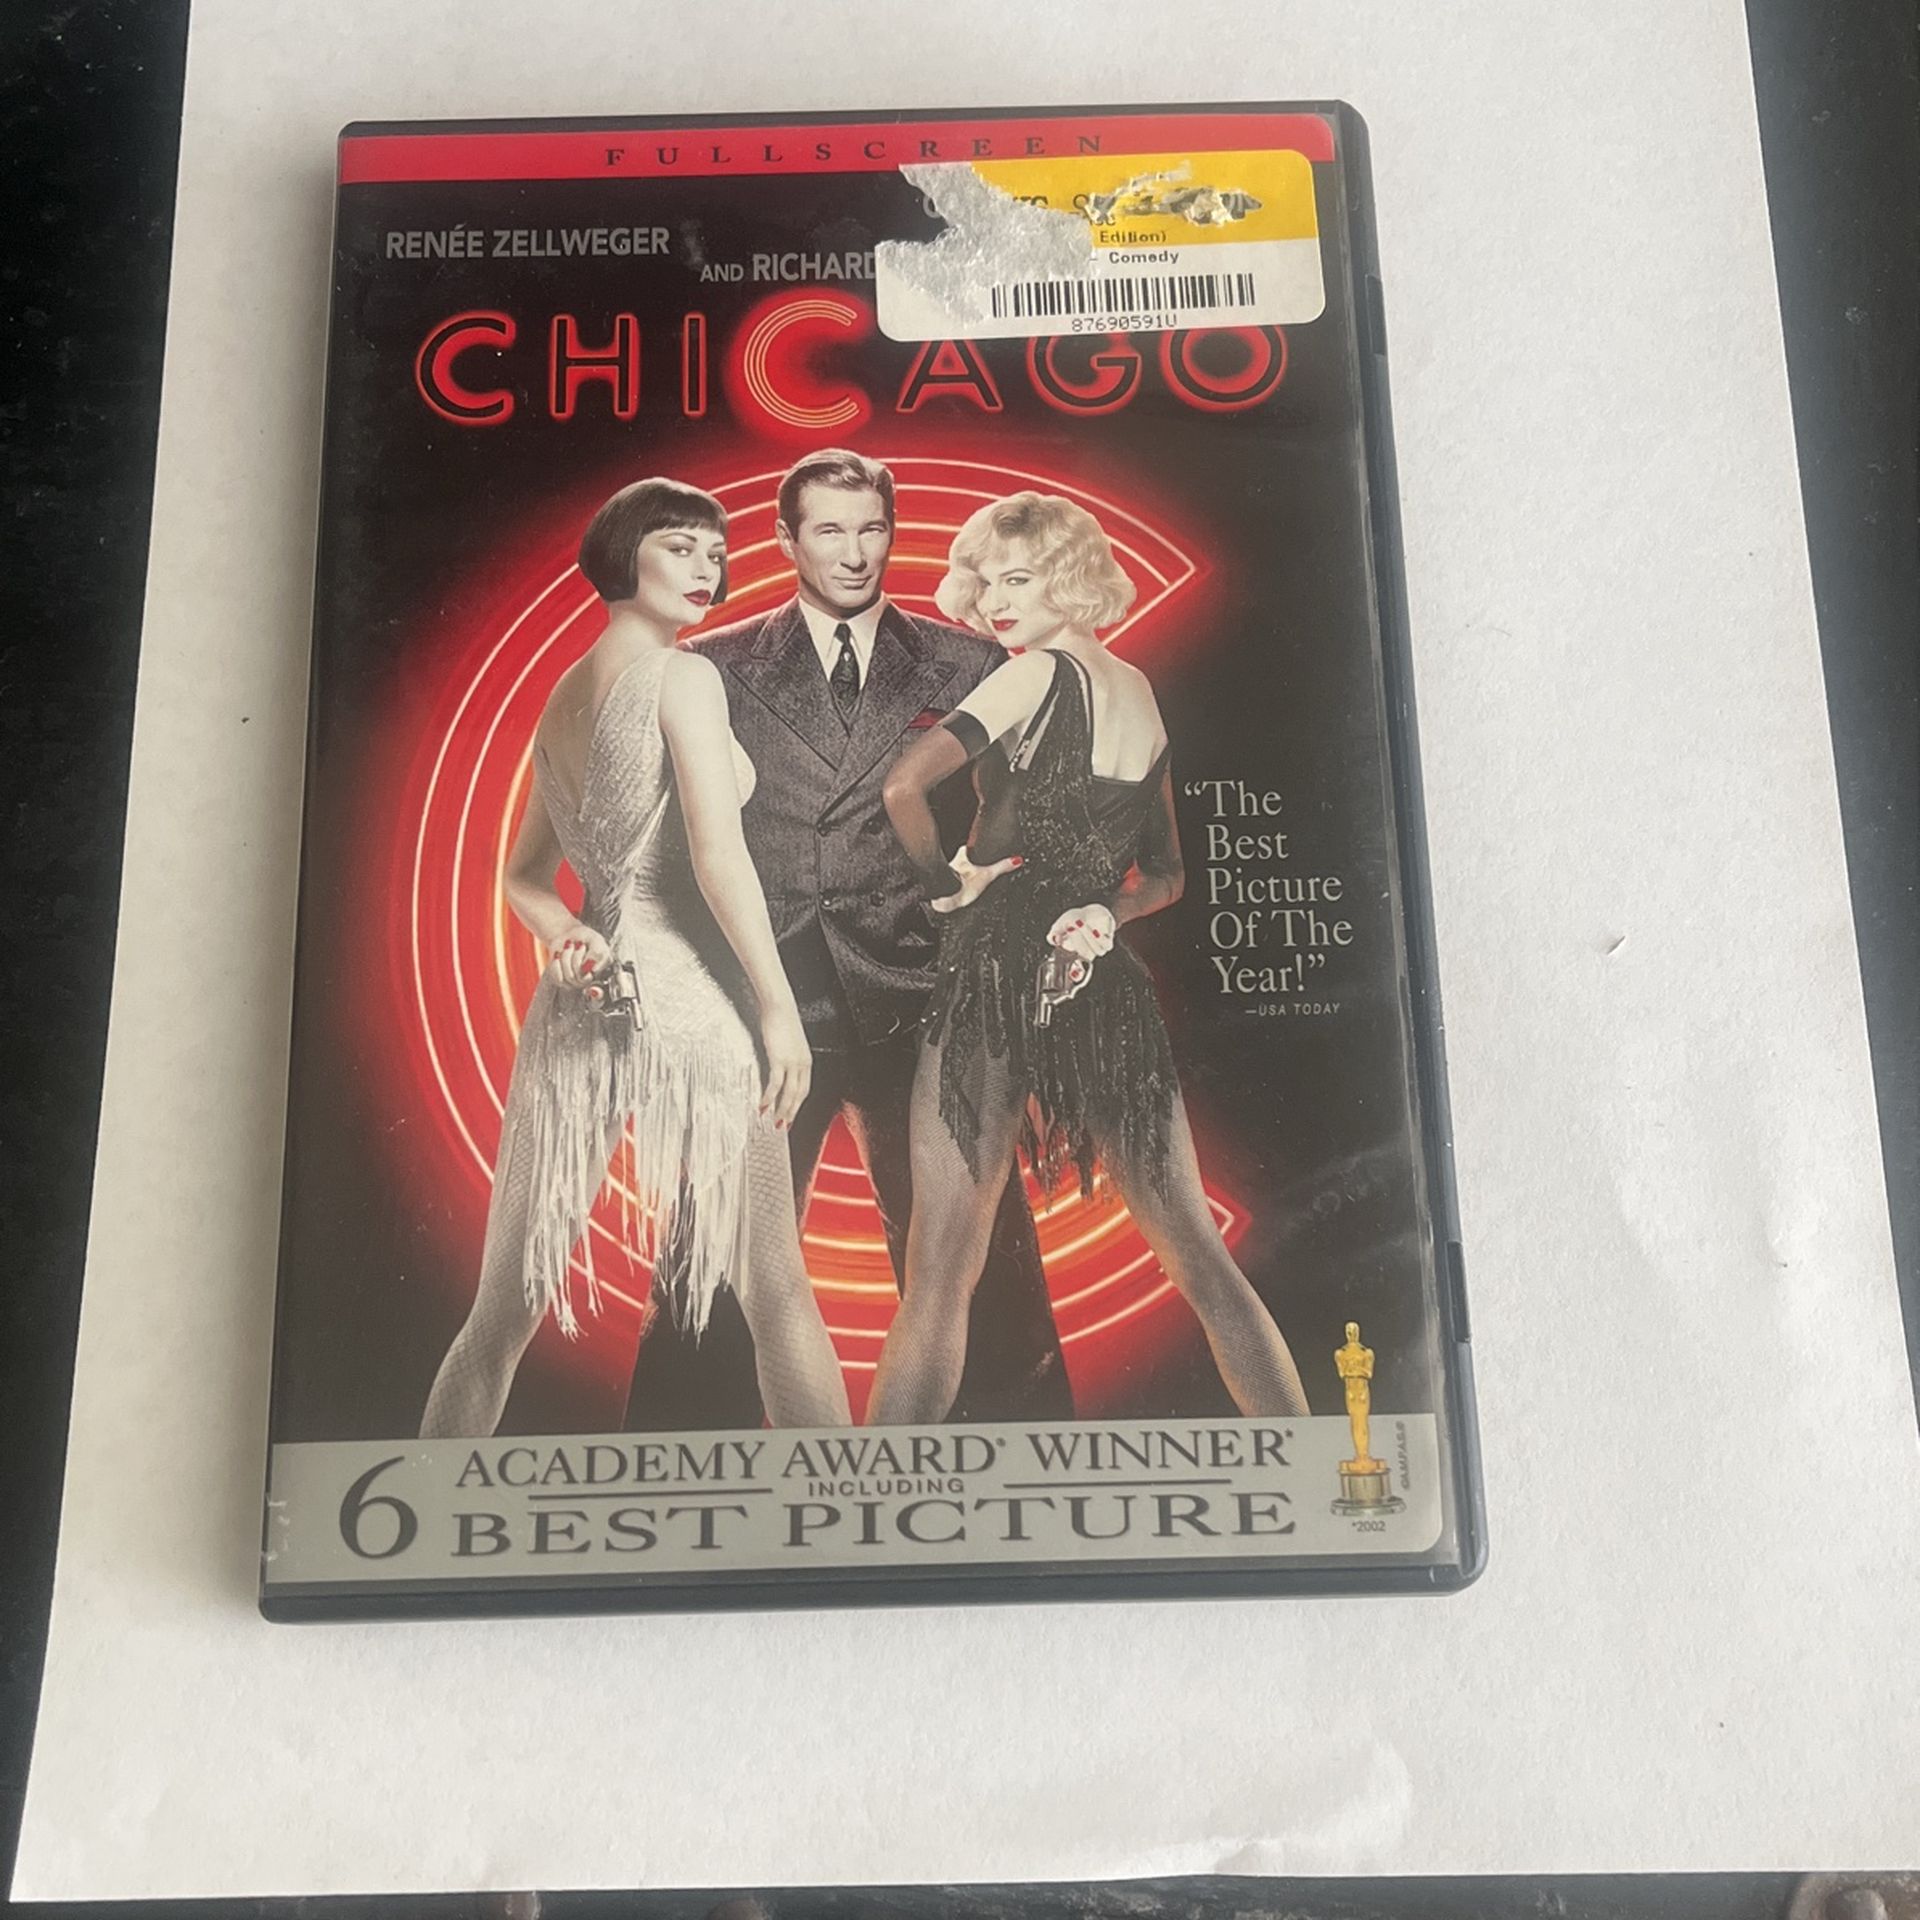 FULLSCREEN
RENÉE ZELLWEGER
AND RICHARD
Edition)
Comedy
87690591U
CHICAGO
“The
Best
Picture
Of The
Year!”
—USA TODAY
6 ACADEMY AWARD® WINNER*
INCLUDING
BEST PICTURE
©A.M.P.A.S.®
*2002